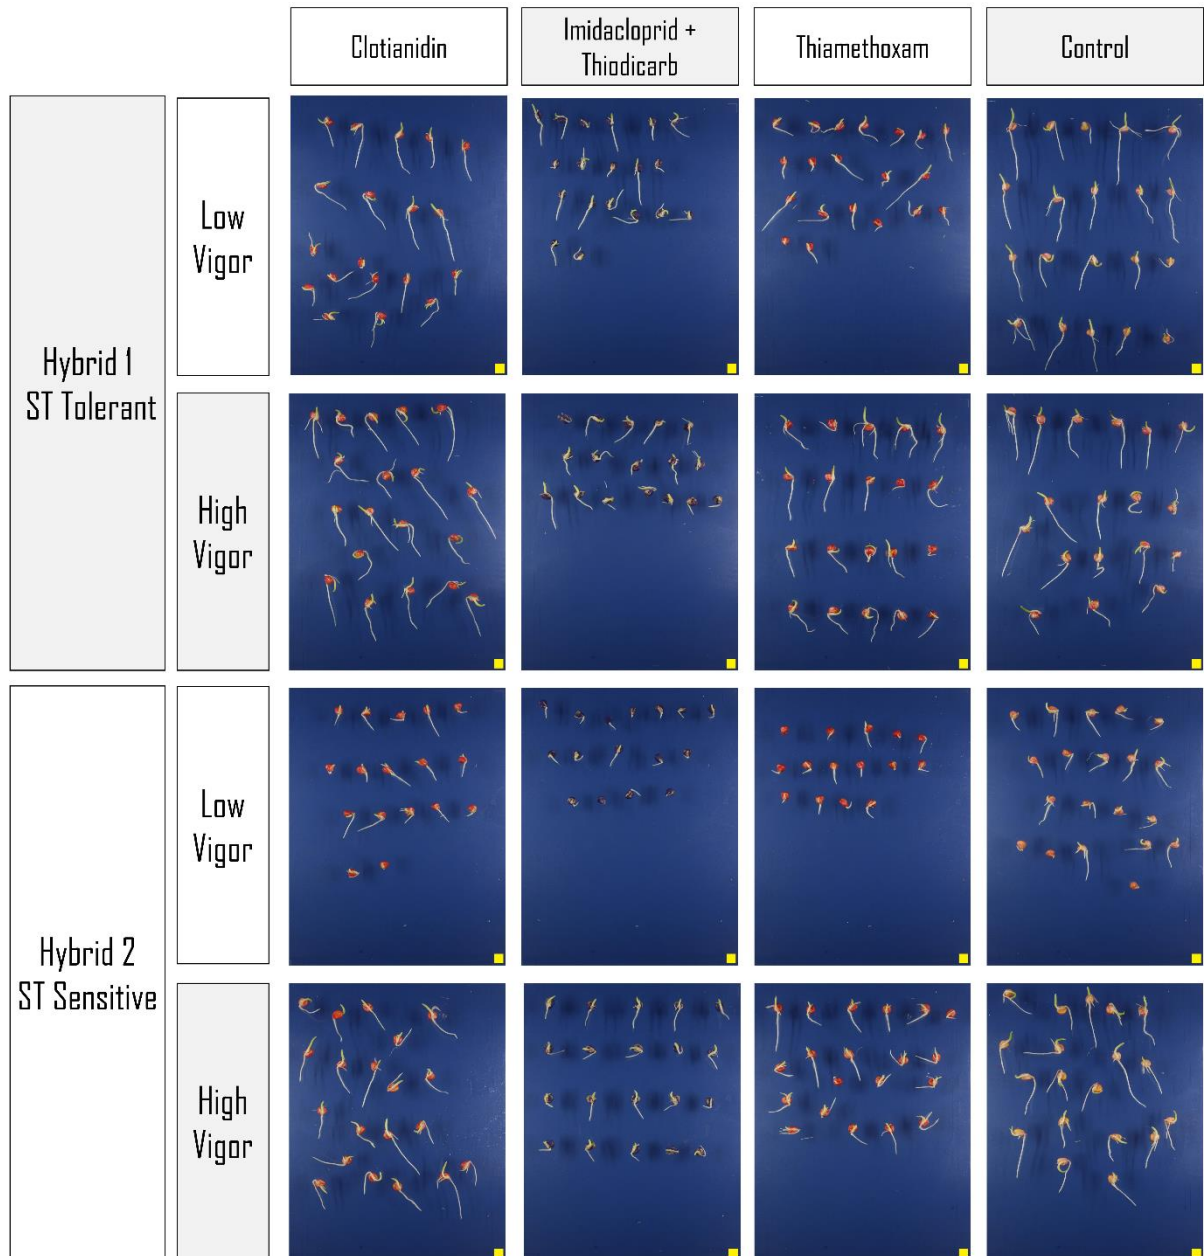 Clotianidin
Imidacloprid +
Thiodicarb
Thiamethoxam
Control
Hybrid 1
ST Tolerant
Low
Vigor
High
Vigor
Hybrid 2
ST Sensitive
Low
Vigor
High
Vigor